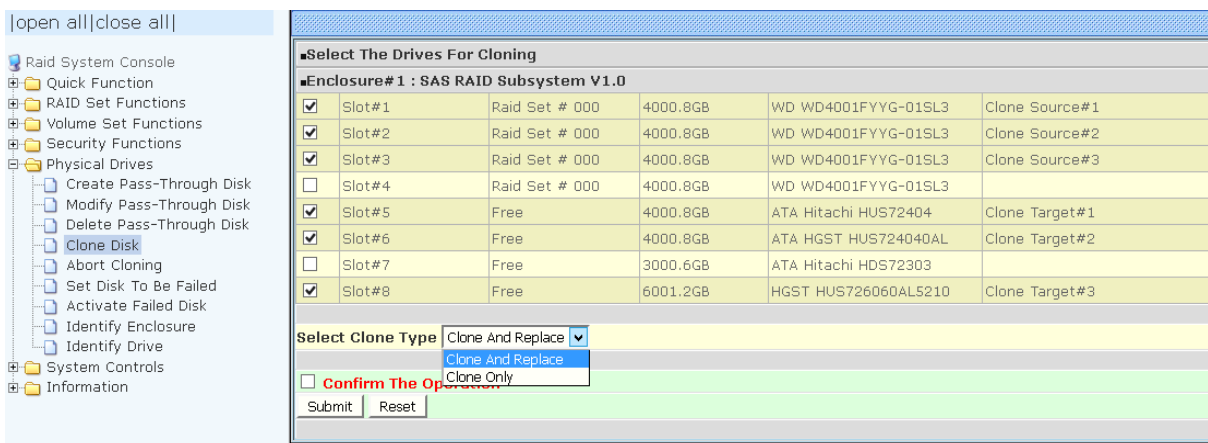 |open all|close all|
Raid System Console
Quick Function
RAID Set Functions
Volume Set Functions
Security Functions
Physical Drives
Create Pass-Through Disk
Modify Pass-Through Disk
Delete Pass-Through Disk
Clone Disk
Abort Cloning
Set Disk To Be Failed
Activate Failed Disk
Identify Enclosure
Identify Drive
System Controls
Information
Select The Drives For Cloning
Enclosure#1 : SAS RAID Subsystem V1.0
Slot#1 Raid Set # 000 4000.8GB WD WD4001FYYG-01SL3 Clone Source#1
Slot#2 Raid Set # 000 4000.8GB WD WD4001FYYG-01SL3 Clone Source#2
Slot#3 Raid Set # 000 4000.8GB WD WD4001FYYG-01SL3 Clone Source#3
Slot#4 Raid Set # 000 4000.8GB WD WD4001FYYG-01SL3
Slot#5 Free 4000.8GB ATA Hitachi HUS72404 Clone Target#1
Slot#6 Free 4000.8GB ATA HGST HUS724040AL Clone Target#2
Slot#7 Free 3000.6GB ATA Hitachi HDS72303
Slot#8 Free 6001.2GB HGST HUS726060AL5210 Clone Target#3
Select Clone Type Clone And Replace
Clone And Replace
Clone Only
Confirm The Operation
Submit Reset